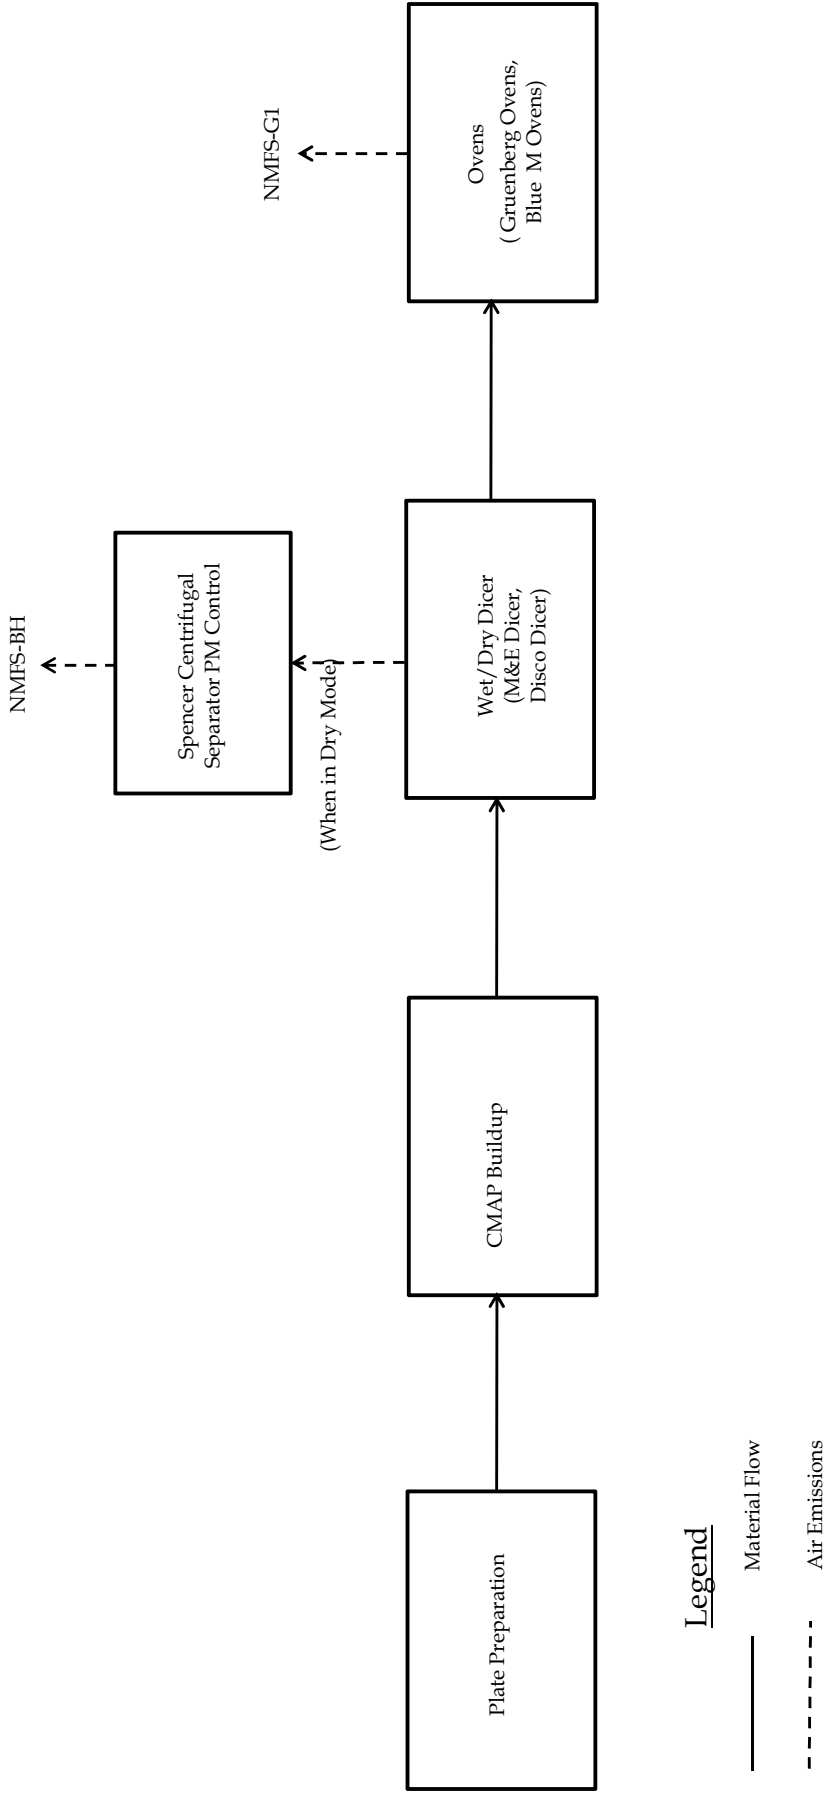 NMFS-BH
NMFS-G1
Spencer Centrifugal
Separator PM Control
(When in Dry Mode)
Plate Preparation
CMAP Buildup
Wet/Dry Dicer
(M&E Dicer,
Disco Dicer)
Ovens
( Gruenberg Ovens,
Blue M Ovens)
Legend
Material Flow
Air Emissions